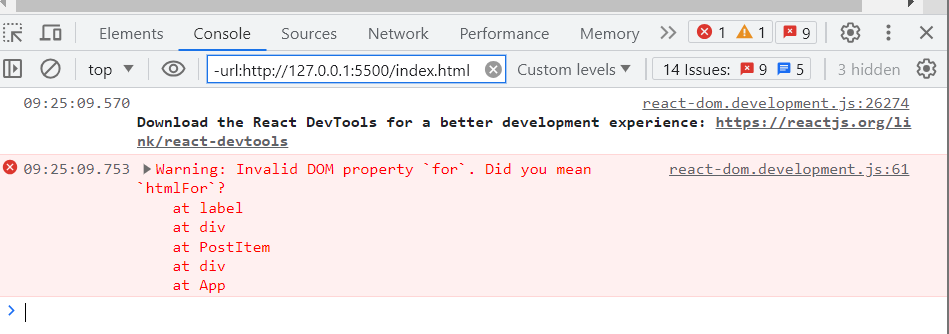 Elements Console Sources Network Performance Memory 1 1 9
top -url:http://127.0.0.1:5500/index.html Custom levels 14 Issues: 9 5 3 hidden
09:25:09.570 react-dom.development.js:26274
Download the React DevTools for a better development experience: https://reactjs.org/li
nk/react-devtools
09:25:09.753 Warning: Invalid DOM property `for`. Did you mean react-dom.development.js:61
`htmlFor`?
at label
at div
at PostItem
at div
at App